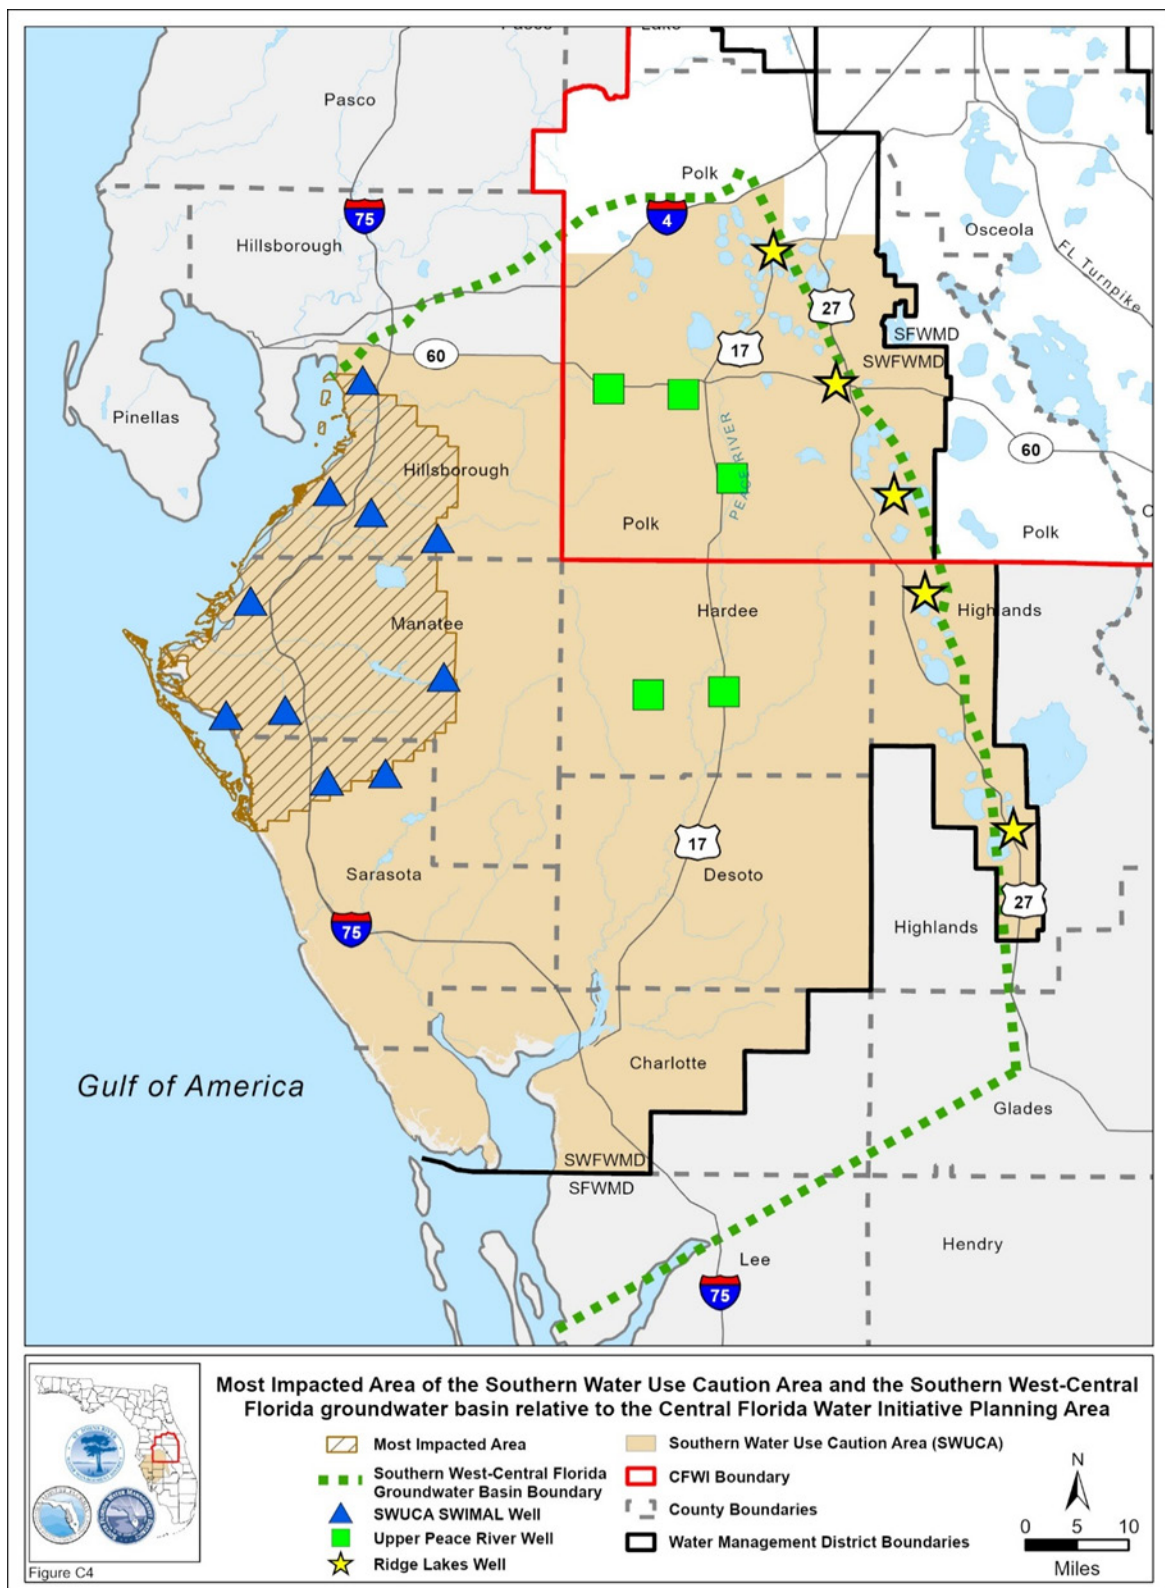 Pasco
Lake
Pasco
Polk
75
4
Hillsborough
Osceola
FL Turnpike
27
SFWMD
17
SWFWMD
60
Pinellas
Hillsborough
PEACE RIVER
60
Polk
Polk
Manatee
Hardee
Highlands
17
Sarasota
Desoto
27
Highlands
75
Charlotte
Gulf of America
Glades
SWFWMD
SFWMD
Lee
Hendry
75
Most Impacted Area of the Southern Water Use Caution Area and the Southern West-Central
Florida groundwater basin relative to the Central Florida Water Initiative Planning Area
Most Impacted Area
Southern West-Central Florida
Groundwater Basin Boundary
SWUCA SWIMAL Well
Upper Peace River Well
Ridge Lakes Well
Southern Water Use Caution Area (SWUCA)
CFWI Boundary
County Boundaries
Water Management District Boundaries
N
0 5 10
Miles
Figure C4